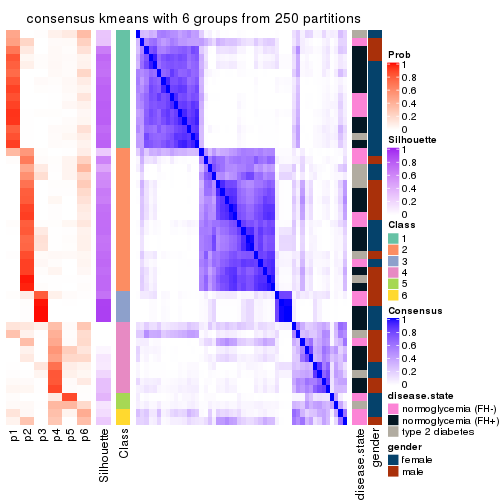 consensus kmeans with 6 groups from 250 partitions
p1
p2
p3
p4
p5
p6
Silhouette
Class
disease.state
gender
Prob
1
0.8
0.6
0.4
0.2
0
Silhouette
1
0.8
0.6
0.4
0.2
0
Class
1
2
3
4
5
6
Consensus
1
0.8
0.6
0.4
0.2
0
disease.state
normoglycemia (FH-)
normoglycemia (FH+)
type 2 diabetes
gender
female
male